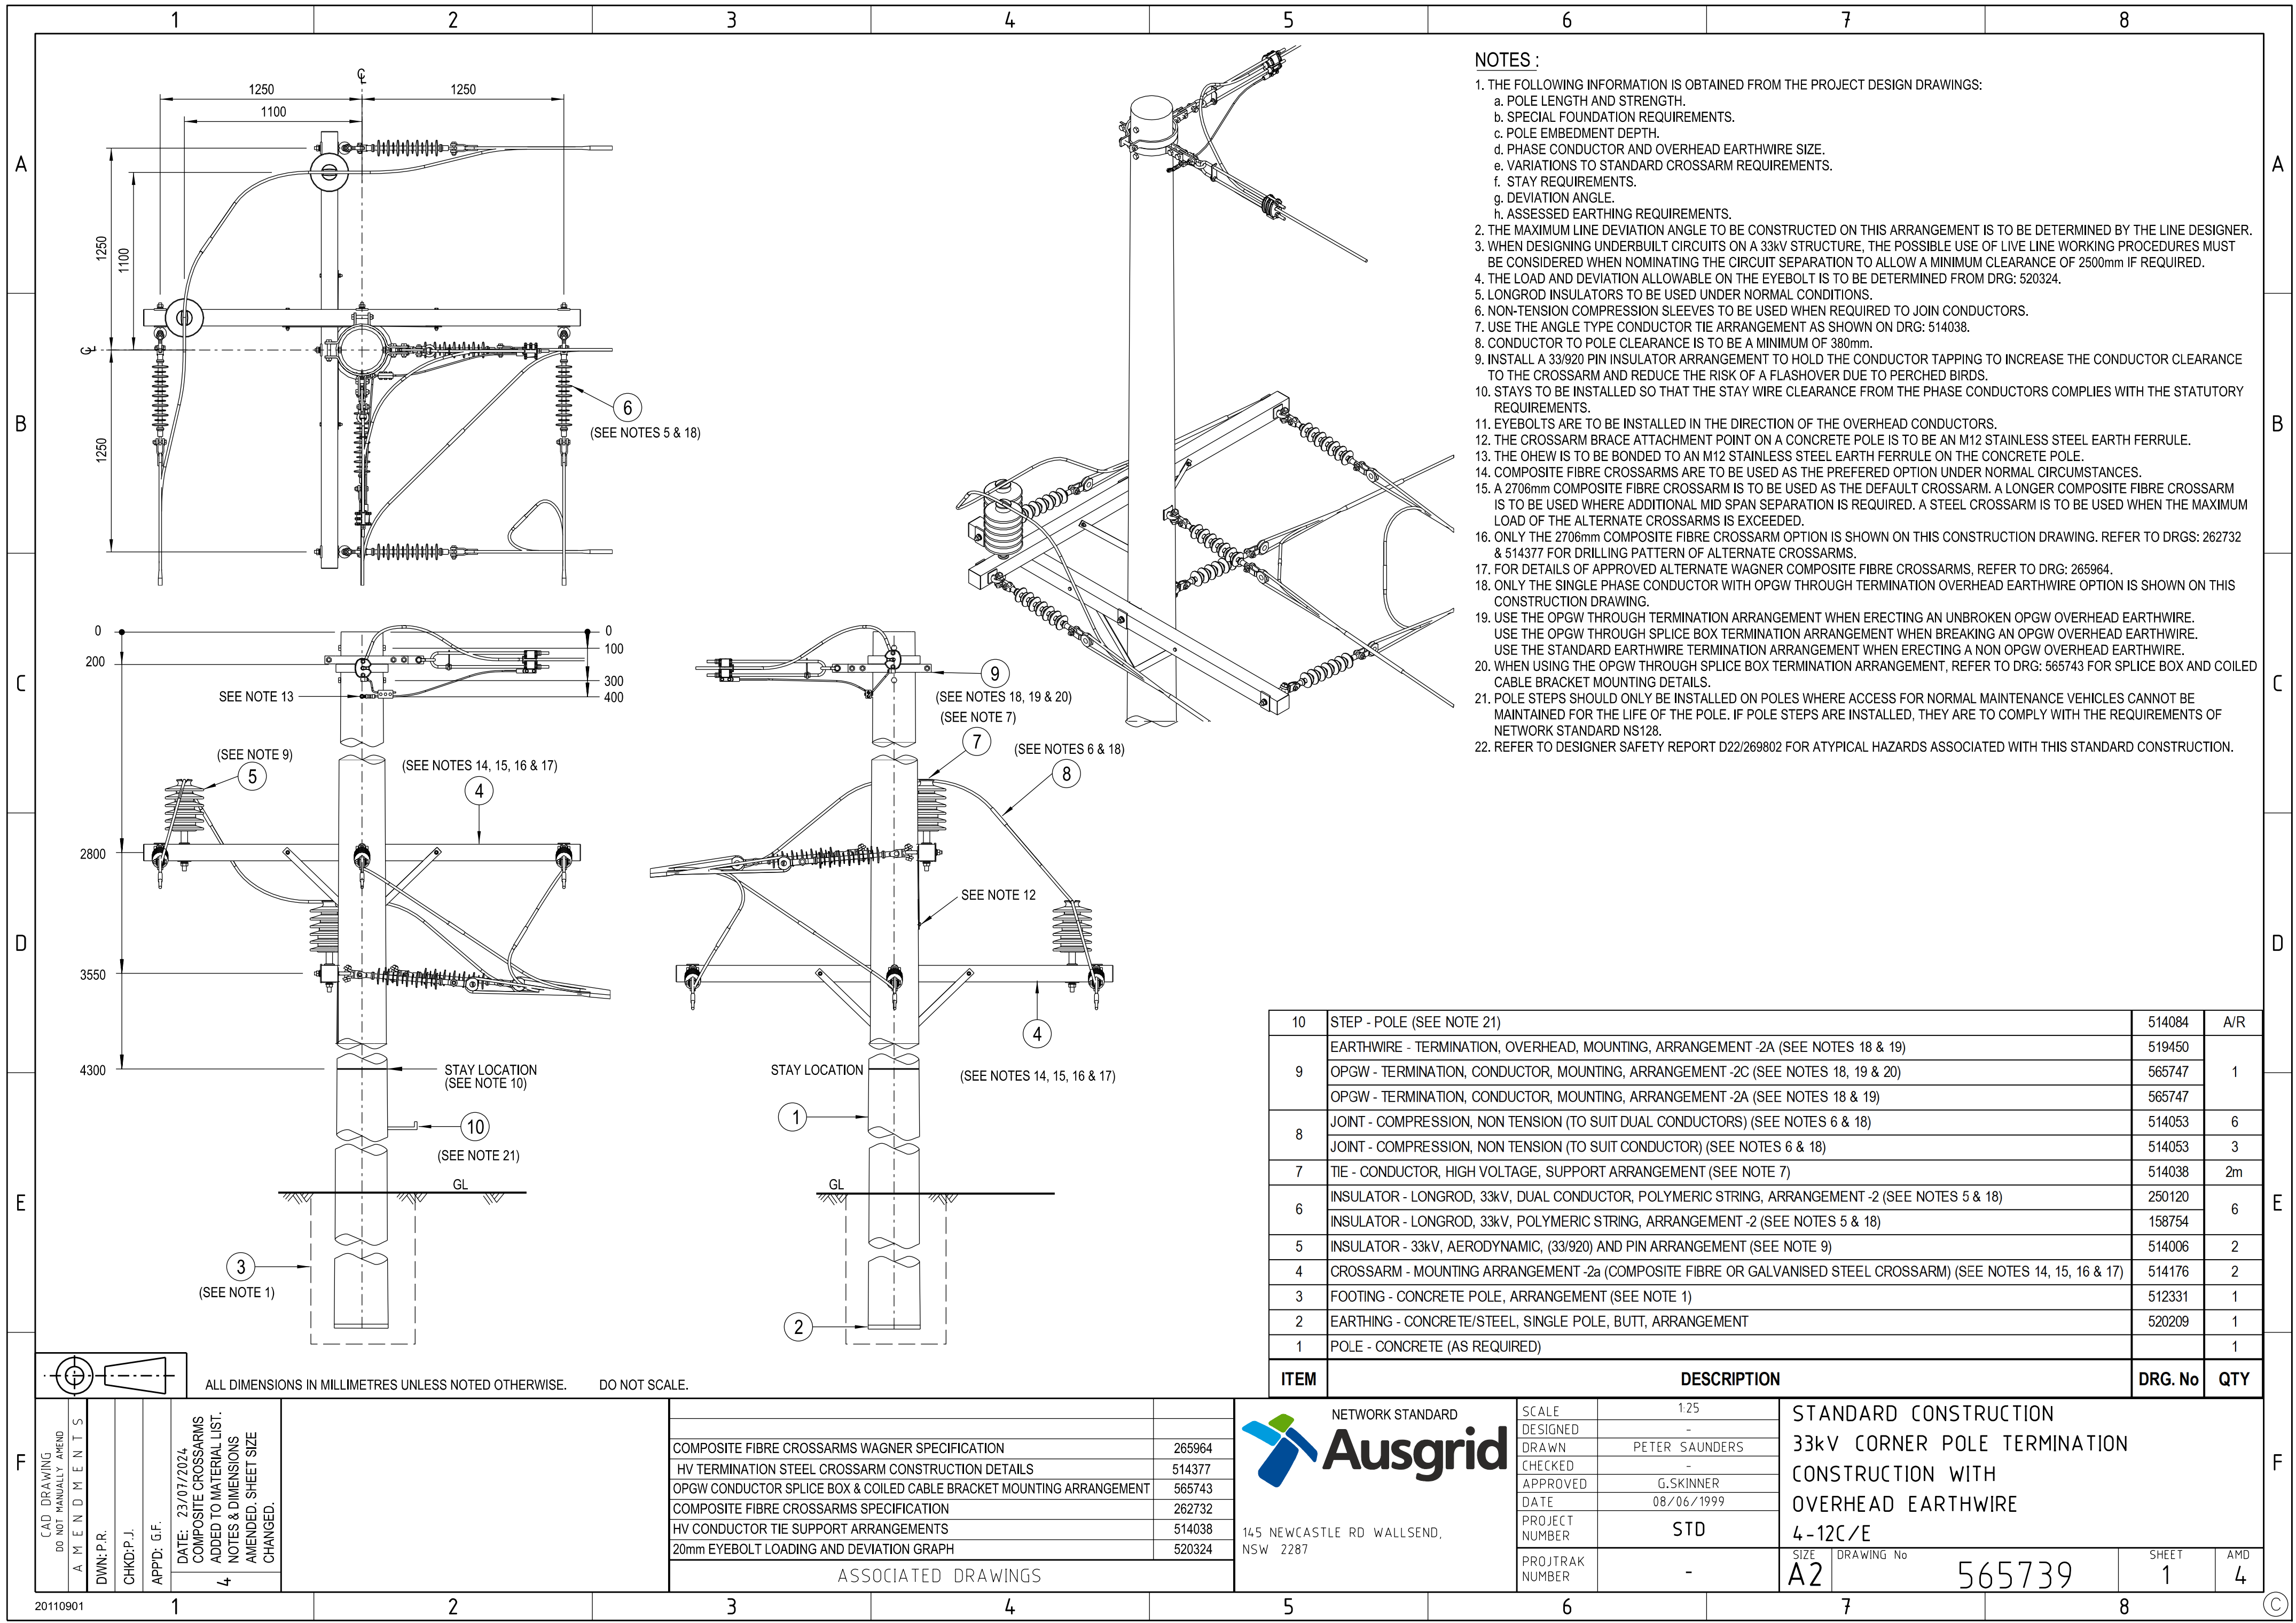 1 2 3 4 5 6 7 8
A
B
C
D
E
F
A
B
C
D
E
F
℄
1250 1250
1100
1250
1100
℄
1250
6
(SEE NOTES 5 & 18)
0
200
2800
3550
4300
0
100
300
400
SEE NOTE 13
(SEE NOTE 9)
5
(SEE NOTES 14, 15, 16 & 17)
4
STAY LOCATION
(SEE NOTE 10)
10
(SEE NOTE 21)
GL
3
(SEE NOTE 1)
9
(SEE NOTES 18, 19 & 20)
(SEE NOTE 7)
7
(SEE NOTES 6 & 18)
8
SEE NOTE 12
4
(SEE NOTES 14, 15, 16 & 17)
STAY LOCATION
1
GL
2
NOTES :
1. THE FOLLOWING INFORMATION IS OBTAINED FROM THE PROJECT DESIGN DRAWINGS:
a. POLE LENGTH AND STRENGTH.
b. SPECIAL FOUNDATION REQUIREMENTS.
c. POLE EMBEDMENT DEPTH.
d. PHASE CONDUCTOR AND OVERHEAD EARTHWIRE SIZE.
e. VARIATIONS TO STANDARD CROSSARM REQUIREMENTS.
f. STAY REQUIREMENTS.
g. DEVIATION ANGLE.
h. ASSESSED EARTHING REQUIREMENTS.
2. THE MAXIMUM LINE DEVIATION ANGLE TO BE CONSTRUCTED ON THIS ARRANGEMENT IS TO BE DETERMINED BY THE LINE DESIGNER.
3. WHEN DESIGNING UNDERBUILT CIRCUITS ON A 33kV STRUCTURE, THE POSSIBLE USE OF LIVE LINE WORKING PROCEDURES MUST
BE CONSIDERED WHEN NOMINATING THE CIRCUIT SEPARATION TO ALLOW A MINIMUM CLEARANCE OF 2500mm IF REQUIRED.
4. THE LOAD AND DEVIATION ALLOWABLE ON THE EYEBOLT IS TO BE DETERMINED FROM DRG: 520324.
5. LONGROD INSULATORS TO BE USED UNDER NORMAL CONDITIONS.
6. NON-TENSION COMPRESSION SLEEVES TO BE USED WHEN REQUIRED TO JOIN CONDUCTORS.
7. USE THE ANGLE TYPE CONDUCTOR TIE ARRANGEMENT AS SHOWN ON DRG: 514038.
8. CONDUCTOR TO POLE CLEARANCE IS TO BE A MINIMUM OF 380mm.
9. INSTALL A 33/920 PIN INSULATOR ARRANGEMENT TO HOLD THE CONDUCTOR TAPPING TO INCREASE THE CONDUCTOR CLEARANCE
TO THE CROSSARM AND REDUCE THE RISK OF A FLASHOVER DUE TO PERCHED BIRDS.
10. STAYS TO BE INSTALLED SO THAT THE STAY WIRE CLEARANCE FROM THE PHASE CONDUCTORS COMPLIES WITH THE STATUTORY
REQUIREMENTS.
11. EYEBOLTS ARE TO BE INSTALLED IN THE DIRECTION OF THE OVERHEAD CONDUCTORS.
12. THE CROSSARM BRACE ATTACHMENT POINT ON A CONCRETE POLE IS TO BE AN M12 STAINLESS STEEL EARTH FERRULE.
13. THE OHEW IS TO BE BONDED TO AN M12 STAINLESS STEEL EARTH FERRULE ON THE CONCRETE POLE.
14. COMPOSITE FIBRE CROSSARMS ARE TO BE USED AS THE PREFERED OPTION UNDER NORMAL CIRCUMSTANCES.
15. A 2706mm COMPOSITE FIBRE CROSSARM IS TO BE USED AS THE DEFAULT CROSSARM. A LONGER COMPOSITE FIBRE CROSSARM
IS TO BE USED WHERE ADDITIONAL MID SPAN SEPARATION IS REQUIRED. A STEEL CROSSARM IS TO BE USED WHEN THE MAXIMUM
LOAD OF THE ALTERNATE CROSSARMS IS EXCEEDED.
16. ONLY THE 2706mm COMPOSITE FIBRE CROSSARM OPTION IS SHOWN ON THIS CONSTRUCTION DRAWING. REFER TO DRGS: 262732
& 514377 FOR DRILLING PATTERN OF ALTERNATE CROSSARMS.
17. FOR DETAILS OF APPROVED ALTERNATE WAGNER COMPOSITE FIBRE CROSSARMS, REFER TO DRG: 265964.
18. ONLY THE SINGLE PHASE CONDUCTOR WITH OPGW THROUGH TERMINATION OVERHEAD EARTHWIRE OPTION IS SHOWN ON THIS
CONSTRUCTION DRAWING.
19. USE THE OPGW THROUGH TERMINATION ARRANGEMENT WHEN ERECTING AN UNBROKEN OPGW OVERHEAD EARTHWIRE.
USE THE OPGW THROUGH SPLICE BOX TERMINATION ARRANGEMENT WHEN BREAKING AN OPGW OVERHEAD EARTHWIRE.
USE THE STANDARD EARTHWIRE TERMINATION ARRANGEMENT WHEN ERECTING A NON OPGW OVERHEAD EARTHWIRE.
20. WHEN USING THE OPGW THROUGH SPLICE BOX TERMINATION ARRANGEMENT, REFER TO DRG: 565743 FOR SPLICE BOX AND COILED
CABLE BRACKET MOUNTING DETAILS.
21. POLE STEPS SHOULD ONLY BE INSTALLED ON POLES WHERE ACCESS FOR NORMAL MAINTENANCE VEHICLES CANNOT BE
MAINTAINED FOR THE LIFE OF THE POLE. IF POLE STEPS ARE INSTALLED, THEY ARE TO COMPLY WITH THE REQUIREMENTS OF
NETWORK STANDARD NS128.
22. REFER TO DESIGNER SAFETY REPORT D22/269802 FOR ATYPICAL HAZARDS ASSOCIATED WITH THIS STANDARD CONSTRUCTION.
10 STEP - POLE (SEE NOTE 21) 514084 A/R
EARTHWIRE - TERMINATION, OVERHEAD, MOUNTING, ARRANGEMENT -2A (SEE NOTES 18 & 19) 519450
9 OPGW - TERMINATION, CONDUCTOR, MOUNTING, ARRANGEMENT -2C (SEE NOTES 18, 19 & 20) 565747 1
OPGW - TERMINATION, CONDUCTOR, MOUNTING, ARRANGEMENT -2A (SEE NOTES 18 & 19) 565747
8 JOINT - COMPRESSION, NON TENSION (TO SUIT DUAL CONDUCTORS) (SEE NOTES 6 & 18) 514053 6
JOINT - COMPRESSION, NON TENSION (TO SUIT CONDUCTOR) (SEE NOTES 6 & 18) 514053 3
7 TIE - CONDUCTOR, HIGH VOLTAGE, SUPPORT ARRANGEMENT (SEE NOTE 7) 514038 2m
6 INSULATOR - LONGROD, 33kV, DUAL CONDUCTOR, POLYMERIC STRING, ARRANGEMENT -2 (SEE NOTES 5 & 18) 250120 6
INSULATOR - LONGROD, 33kV, POLYMERIC STRING, ARRANGEMENT -2 (SEE NOTES 5 & 18) 158754
5 INSULATOR - 33kV, AERODYNAMIC, (33/920) AND PIN ARRANGEMENT (SEE NOTE 9) 514006 2
4 CROSSARM - MOUNTING ARRANGEMENT -2a (COMPOSITE FIBRE OR GALVANISED STEEL CROSSARM) (SEE NOTES 14, 15, 16 & 17) 514176 2
3 FOOTING - CONCRETE POLE, ARRANGEMENT (SEE NOTE 1) 512331 1
2 EARTHING - CONCRETE/STEEL, SINGLE POLE, BUTT, ARRANGEMENT 520209 1
1 POLE - CONCRETE (AS REQUIRED) 1
ITEM DESCRIPTION DRG. No QTY
ALL DIMENSIONS IN MILLIMETRES UNLESS NOTED OTHERWISE. DO NOT SCALE.
CAD DRAWING
DO NOT MANUALLY AMEND
AMENDMENTS
DWN: P.R.
CHKD:P.J.
APP'D: G.F.
DATE: 23/07/2024
COMPOSITE CROSSARMS
ADDED TO MATERIAL LIST.
NOTES & DIMENSIONS
AMENDED. SHEET SIZE
CHANGED.
4
COMPOSITE FIBRE CROSSARMS WAGNER SPECIFICATION 265964
HV TERMINATION STEEL CROSSARM CONSTRUCTION DETAILS 514377
OPGW CONDUCTOR SPLICE BOX & COILED CABLE BRACKET MOUNTING ARRANGEMENT 565743
COMPOSITE FIBRE CROSSARMS SPECIFICATION 262732
HV CONDUCTOR TIE SUPPORT ARRANGEMENTS 514038
20mm EYEBOLT LOADING AND DEVIATION GRAPH 520324
ASSOCIATED DRAWINGS
NETWORK STANDARD
Ausgrid
145 NEWCASTLE RD WALLSEND,
NSW 2287
SCALE 1:25
DESIGNED -
DRAWN PETER SAUNDERS
CHECKED -
APPROVED G.SKINNER
DATE 08/06/1999
PROJECT NUMBER STD
PROJTRAK NUMBER -
STANDARD CONSTRUCTION
33kV CORNER POLE TERMINATION
CONSTRUCTION WITH
OVERHEAD EARTHWIRE
4-12C/E
SIZE A2 DRAWING No 565739 SHEET 1 AMD 4
20110901
1 2 3 4 5 6 7 8
©